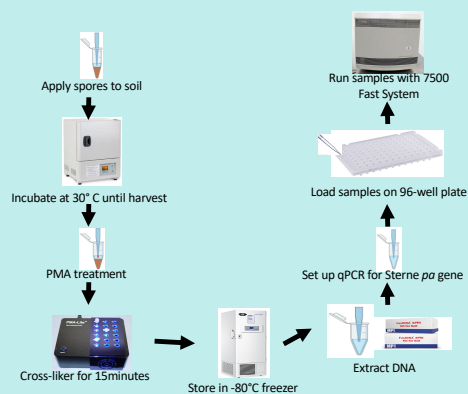 Apply spores to soil
Incubate at 30° C until harvest
PMA treatment
Cross-liker for 15minutes
Store in -80°C freezer
Extract DNA
Set up qPCR for Sterne pa gene
Load samples on 96-well plate
Run samples with 7500
Fast System